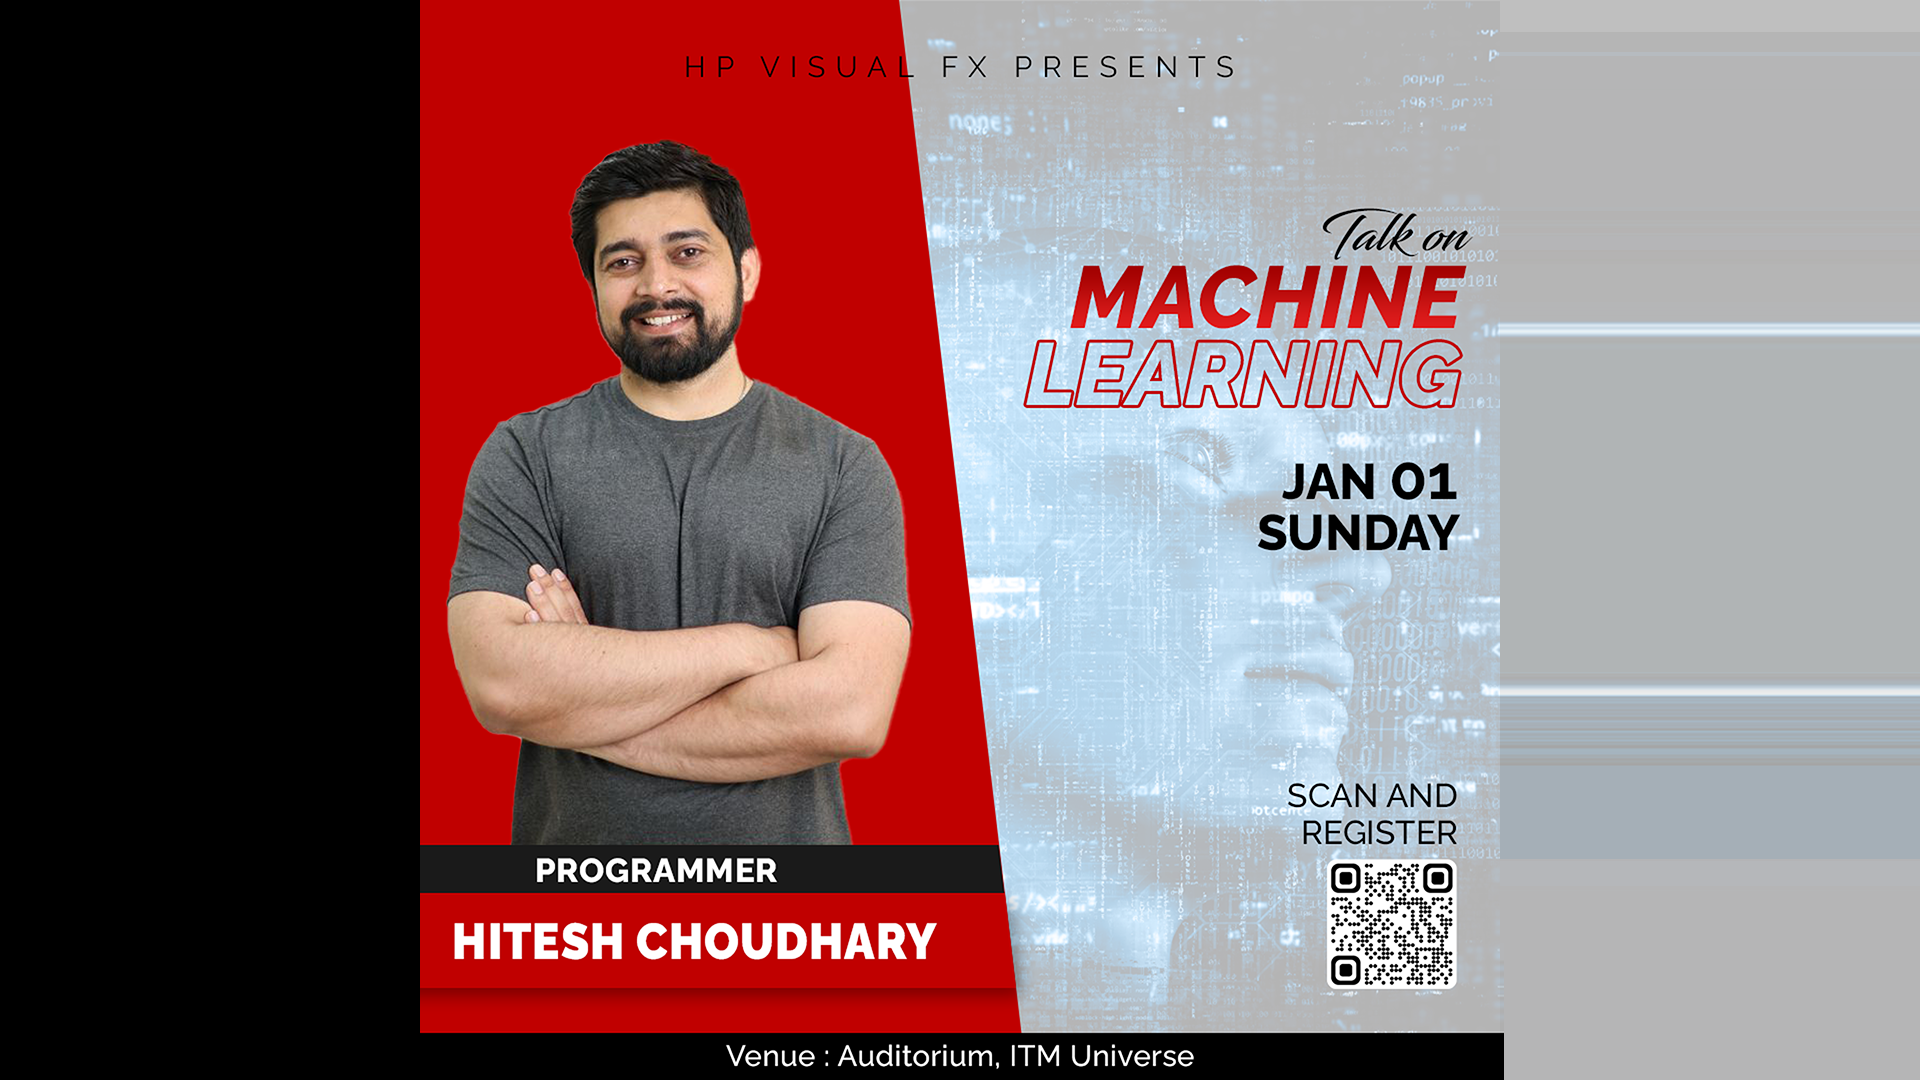 HP VISUAL FX PRESENTS
Talk on
MACHINE
LEARNING
JAN 01
SUNDAY
SCAN AND
REGISTER
PROGRAMMER
HITESH CHOUDHARY
Venue : Auditorium, ITM Universe